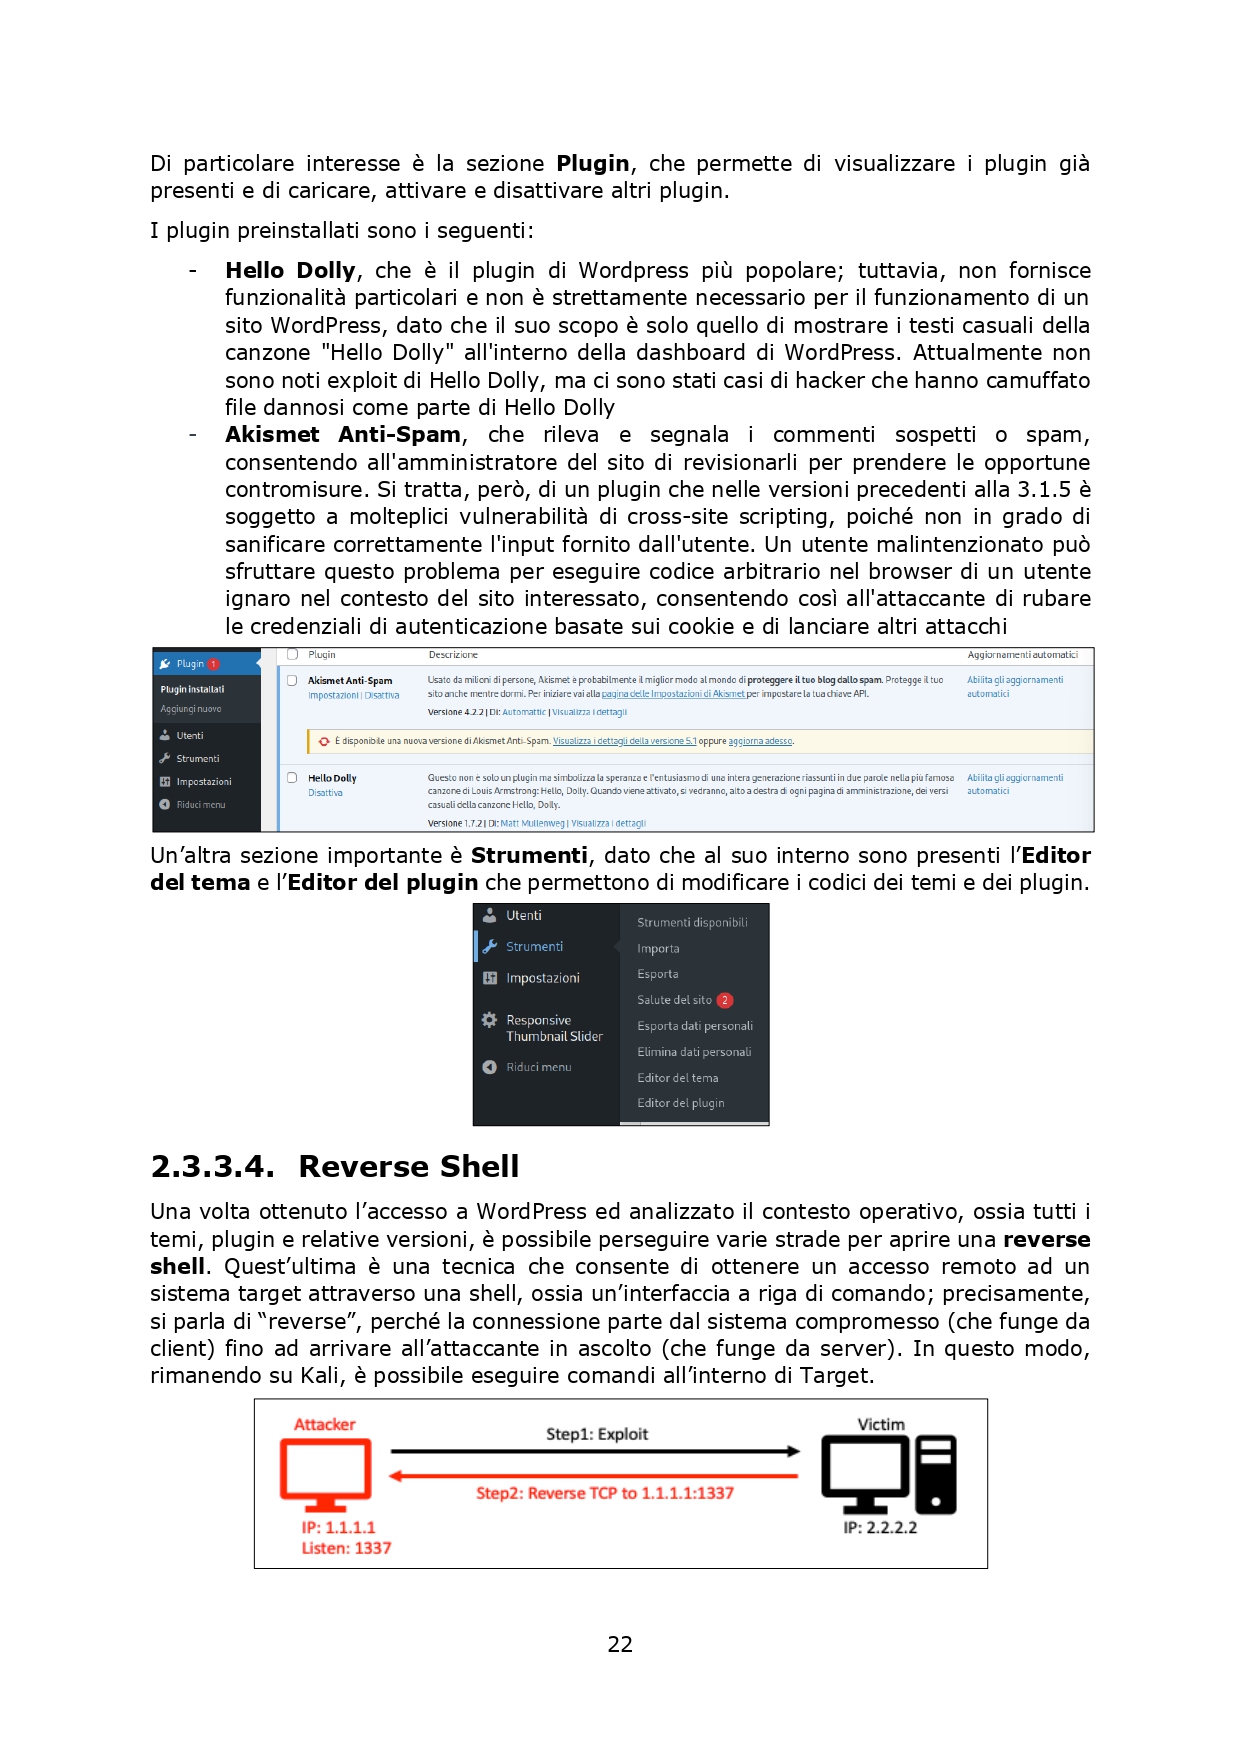 Di particolare interesse è la sezione Plugin, che permette di visualizzare i plugin già
presenti e di caricare, attivare e disattivare altri plugin.
I plugin preinstallati sono i seguenti:
- Hello Dolly, che è il plugin di Wordpress più popolare; tuttavia, non fornisce
funzionalità particolari e non è strettamente necessario per il funzionamento di un
sito WordPress, dato che il suo scopo è solo quello di mostrare i testi casuali della
canzone "Hello Dolly" all'interno della dashboard di WordPress. Attualmente non
sono noti exploit di Hello Dolly, ma ci sono stati casi di hacker che hanno camuffato
file dannosi come parte di Hello Dolly
- Akismet Anti-Spam, che rileva e segnala i commenti sospetti o spam,
consentendo all'amministratore del sito di revisionarli per prendere le opportune
contromisure. Si tratta, però, di un plugin che nelle versioni precedenti alla 3.1.5 è
soggetto a molteplici vulnerabilità di cross-site scripting, poiché non in grado di
sanificare correttamente l'input fornito dall'utente. Un utente malintenzionato può
sfruttare questo problema per eseguire codice arbitrario nel browser di un utente
ignaro nel contesto del sito interessato, consentendo così all'attaccante di rubare
le credenziali di autenticazione basate sui cookie e di lanciare altri attacchi
Plugin 1
Plugin installati
Aggiungi nuovo
Utenti
Strumenti
Impostazioni
Riduci menu
Plugin Descrizione Aggiornamenti automatici
Akismet Anti-Spam Usato da milioni di persone, Akismet è probabilmente il miglior modo al mondo di proteggere il tuo blog dallo spam. Protegge il tuo Abilita gli aggiornamenti
Impostazioni | Disattiva sito anche mentre dormi. Per iniziare vai alla pagina delle Impostazioni di Akismet per impostare la tua chiave API. automatici
Versione 4.2.2 | Di: Automattic | Visualizza i dettagli
È disponibile una nuova versione di Akismet Anti-Spam. Visualizza i dettagli della versione 5.1 oppure aggiorna adesso.
Hello Dolly Questo non è solo un plugin ma simbolizza la speranza e l'entusiasmo di una intera generazione riassunti in due parole nella più famosa Abilita gli aggiornamenti
Disattiva canzone di Louis Armstrong: Hello, Dolly. Quando viene attivato, si vedranno, alto a destra di ogni pagina di amministrazione, dei versi automatici
casuali della canzone Hello, Dolly.
Versione 1.7.2 | Di: Matt Mullenweg | Visualizza i dettagli
Un’altra sezione importante è Strumenti, dato che al suo interno sono presenti l’Editor
del tema e l’Editor del plugin che permettono di modificare i codici dei temi e dei plugin.
Utenti
Strumenti
Impostazioni
Responsive
Thumbnail Slider
Riduci menu
Strumenti disponibili
Importa
Esporta
Salute del sito 2
Esporta dati personali
Elimina dati personali
Editor del tema
Editor del plugin
2.3.3.4. Reverse Shell
Una volta ottenuto l’accesso a WordPress ed analizzato il contesto operativo, ossia tutti i
temi, plugin e relative versioni, è possibile perseguire varie strade per aprire una reverse
shell. Quest’ultima è una tecnica che consente di ottenere un accesso remoto ad un
sistema target attraverso una shell, ossia un’interfaccia a riga di comando; precisamente,
si parla di “reverse”, perché la connessione parte dal sistema compromesso (che funge da
client) fino ad arrivare all’attaccante in ascolto (che funge da server). In questo modo,
rimanendo su Kali, è possibile eseguire comandi all’interno di Target.
Attacker
IP: 1.1.1.1
Listen: 1337
Step1: Exploit
Step2: Reverse TCP to 1.1.1.1:1337
Victim
IP: 2.2.2.2
22